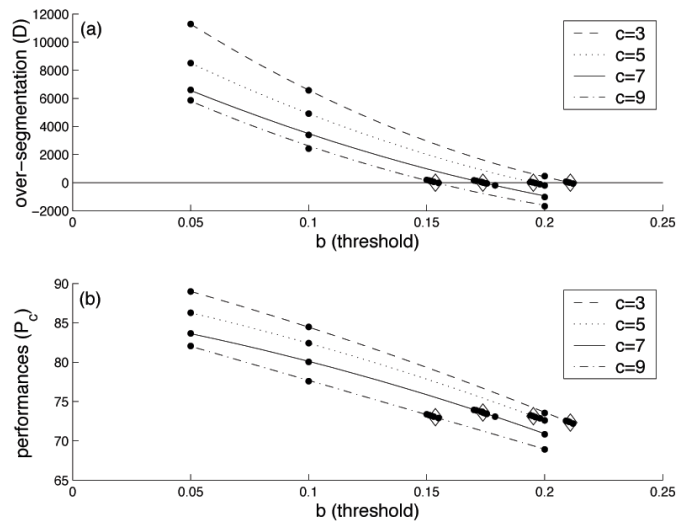 (a)
over-segmentation (D)
12000
10000
8000
6000
4000
2000
0
−2000
0 0.05 0.1 0.15 0.2 0.25
b (threshold)
c=3
c=5
c=7
c=9
(b)
performances (P_c)
90
85
80
75
70
65
0 0.05 0.1 0.15 0.2 0.25
b (threshold)
c=3
c=5
c=7
c=9